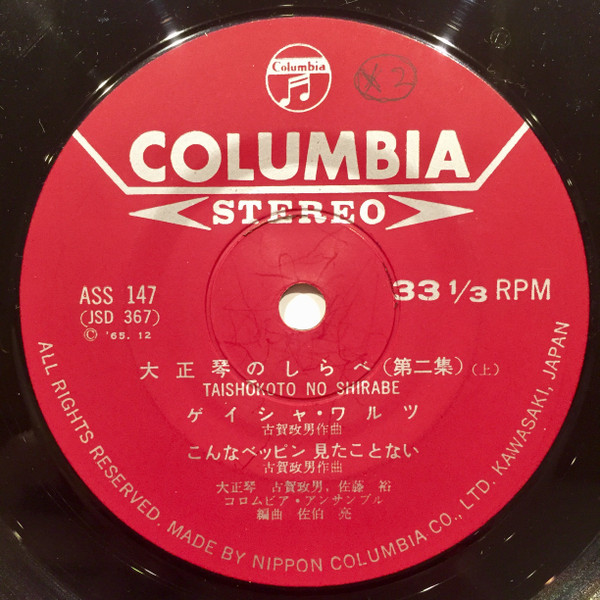 Columbia
×2
COLUMBIA
STEREO
ASS 147
(JSD 367)
© '65.12
33 1/3 RPM
大正琴のしらべ(第二集)(上)
TAISHOKOTO NO SHIRABE
ゲイシャ・ワルツ
古賀政男作曲
こんなベッピン 見たことない
古賀政男作曲
大正琴 古賀政男, 佐藤 裕
コロムビア・アンサンブル
編曲 佐伯 亮
ALL RIGHTS RESERVED. MADE BY NIPPON COLUMBIA CO., LTD. KAWASAKI, JAPAN